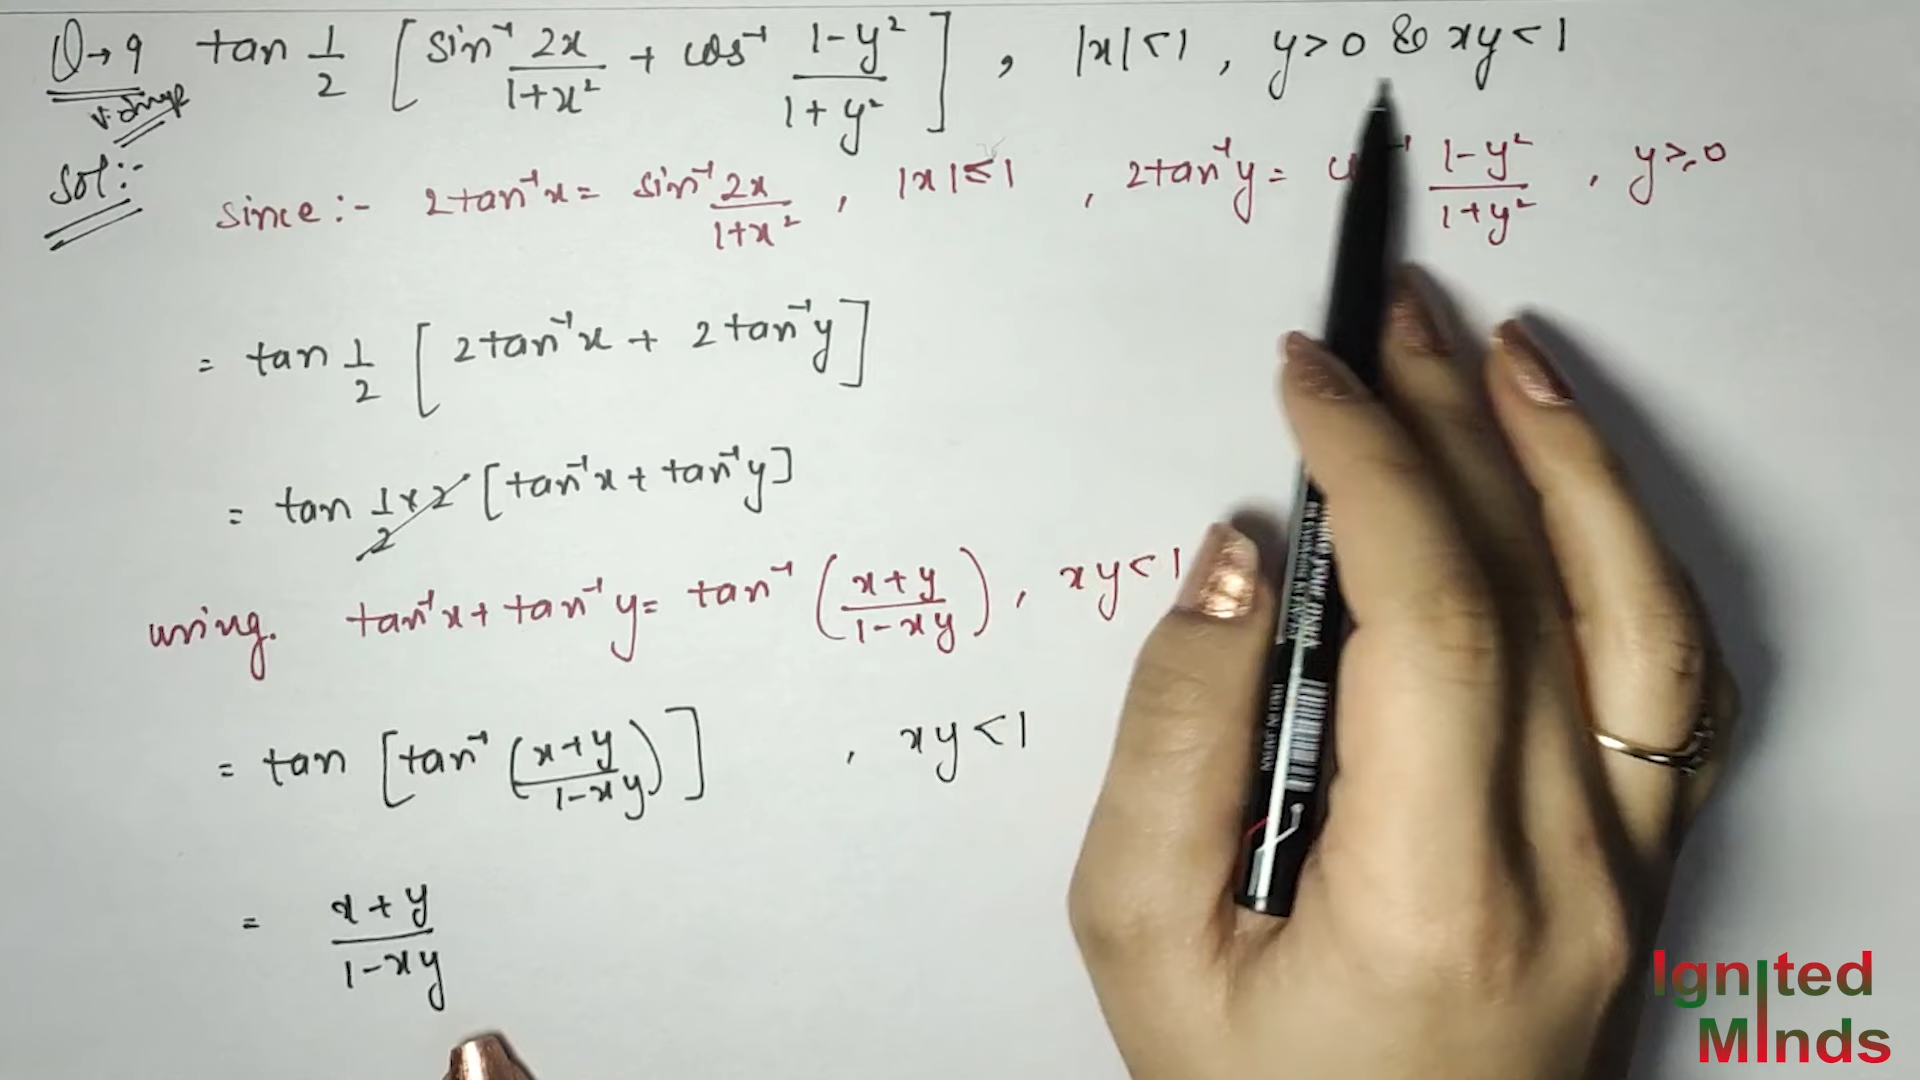 Q→9 tan 1/2 [ sin⁻¹ 2x/1+x² + cos⁻¹ 1-y²/1+y² ] , |x|<1, y>0 & xy<1
v.Imp
Sol:-
Since:- 2tan⁻¹x = sin⁻¹ 2x/1+x² , |x|≤1 , 2tan⁻¹y = 1-y²/1+y² , y≥0
= tan 1/2 [ 2tan⁻¹x + 2tan⁻¹y ]
= tan 1/2 × 2 [tan⁻¹x + tan⁻¹y]
using. tan⁻¹x + tan⁻¹y = tan⁻¹ ( x+y/1-xy ) , xy<1
= tan [ tan⁻¹ ( x+y/1-xy ) ] , xy<1
= x+y/1-xy
Ignited
Minds